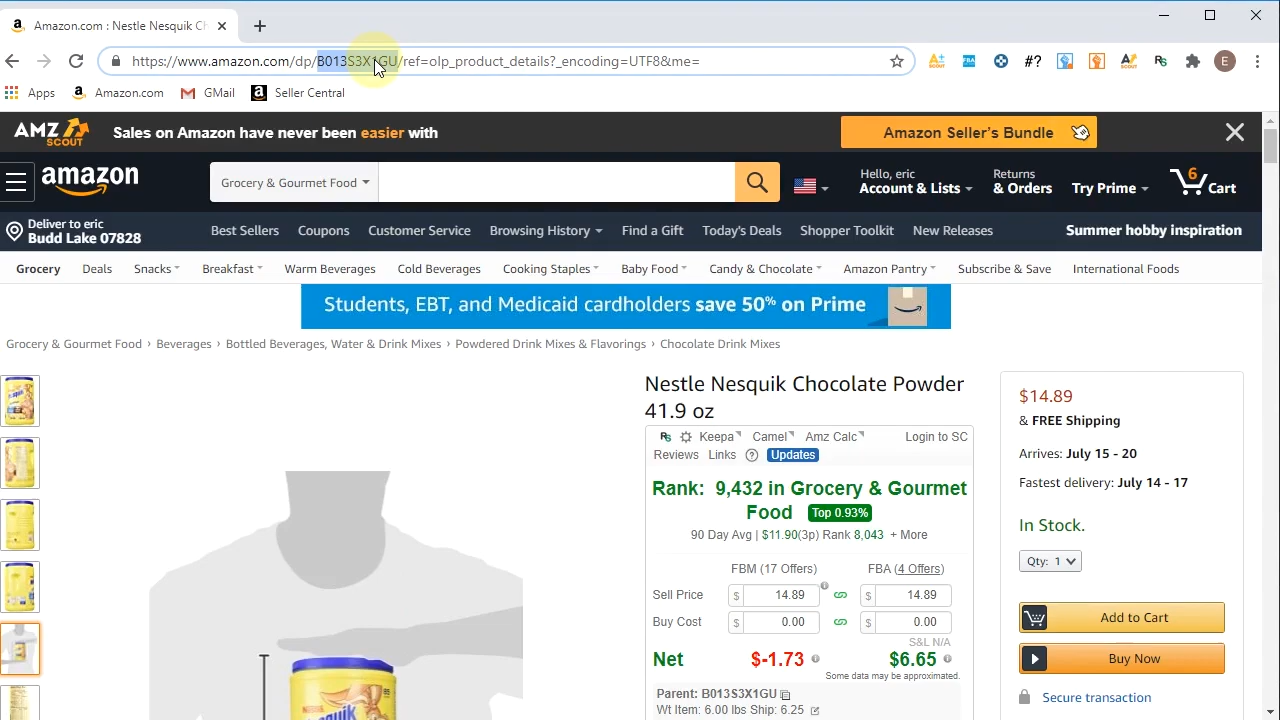 Amazon.com : Nestle Nesquik Ch
https://www.amazon.com/dp/B013S3X1GU/ref=olp_product_details?_encoding=UTF8&me=
E
Apps
Amazon.com
GMail
Seller Central
AMZ SCOUT
Sales on Amazon have never been easier with
Amazon Seller's Bundle
amazon
Grocery & Gourmet Food
Hello, eric
Account & Lists
Returns
& Orders
Try Prime
6
Cart
Deliver to eric
Budd Lake 07828
Best Sellers
Coupons
Customer Service
Browsing History
Find a Gift
Today's Deals
Shopper Toolkit
New Releases
Summer hobby inspiration
Grocery
Deals
Snacks
Breakfast
Warm Beverages
Cold Beverages
Cooking Staples
Baby Food
Candy & Chocolate
Amazon Pantry
Subscribe & Save
International Foods
Students, EBT, and Medicaid cardholders save 50% on Prime
Grocery & Gourmet Food › Beverages › Bottled Beverages, Water & Drink Mixes › Powdered Drink Mixes & Flavorings › Chocolate Drink Mixes
Nestle Nesquik Chocolate Powder
41.9 oz
Keepa
Camel
Amz Calc
Login to SC
Reviews
Links
Updates
Rank: 9,432 in Grocery & Gourmet
Food Top 0.93%
90 Day Avg | $11.90(3p) Rank 8,043 + More
FBM (17 Offers)
FBA (4 Offers)
Sell Price
$ 14.89
$ 14.89
Buy Cost
$ 0.00
$ 0.00
S&L N/A
Net
$-1.73
$6.65
Some data may be approximated.
Parent: B013S3X1GU
Wt Item: 6.00 lbs Ship: 6.25
$14.89
& FREE Shipping
Arrives: July 15 - 20
Fastest delivery: July 14 - 17
In Stock.
Qty: 1
Add to Cart
Buy Now
Secure transaction